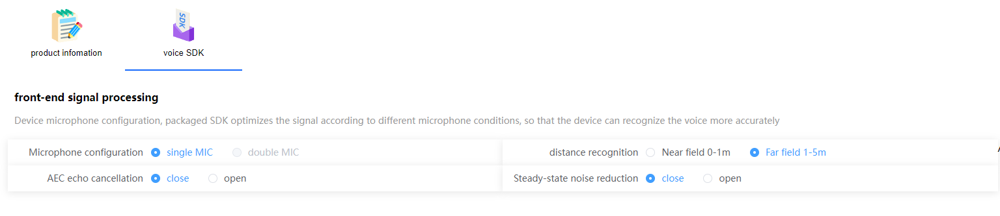 SDK
product infomation
voice SDK
front-end signal processing
Device microphone configuration, packaged SDK optimizes the signal according to different microphone conditions, so that the device can recognize the voice more accurately
Microphone configuration single MIC double MIC distance recognition Near field 0-1m Far field 1-5m
AEC echo cancellation close open Steady-state noise reduction close open